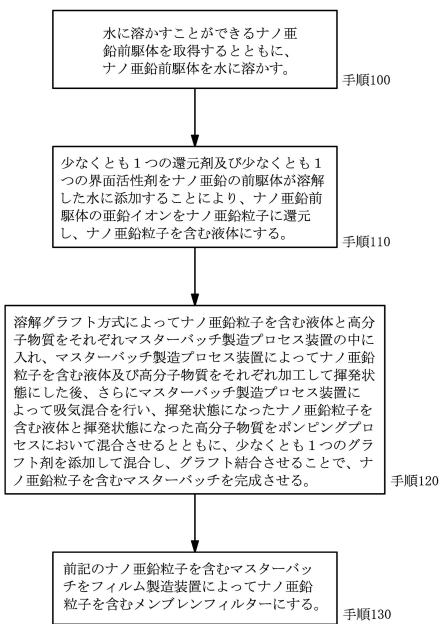 水に溶かすことができるナノ亜
鉛前駆体を取得するとともに、
ナノ亜鉛前駆体を水に溶かす。
手順100
少なくとも１つの還元剤及び少なくとも１
つの界面活性剤をナノ亜鉛の前駆体が溶解
した水に添加することにより、ナノ亜鉛前
駆体の亜鉛イオンをナノ亜鉛粒子に還元
し、ナノ亜鉛粒子を含む液体にする。
手順110
溶解グラフト方式によってナノ亜鉛粒子を含む液体と高分
子物質をそれぞれマスターバッチ製造プロセス装置の中に
入れ、マスターバッチ製造プロセス装置によってナノ亜鉛
粒子を含む液体及び高分子物質をそれぞれ加工して揮発状
態にした後、さらにマスターバッチ製造プロセス装置に
よって吸気混合を行い、揮発状態になったナノ亜鉛粒子を
含む液体と揮発状態になった高分子物質をポンピングプロ
セスにおいて混合させるとともに、少なくとも１つのグラ
フト剤を添加して混合し、グラフト結合させることで、ナ
ノ亜鉛粒子を含むマスターバッチを完成させる。
手順120
前記のナノ亜鉛粒子を含むマスターバッ
チをフィルム製造装置によってナノ亜鉛
粒子を含むメンブレンフィルターにする。
手順130